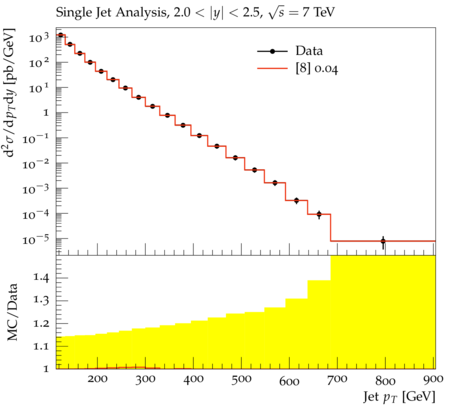 Single Jet Analysis, 2.0 < |y| < 2.5, √s = 7 TeV
d²σ/dp_T dy [pb/GeV]
10³
10²
10¹
1
10⁻¹
10⁻²
10⁻³
10⁻⁴
10⁻⁵
Data
[8] 0.04
MC/Data
1.4
1.3
1.2
1.1
1
200 300 400 500 600 700 800 900
Jet p_T [GeV]